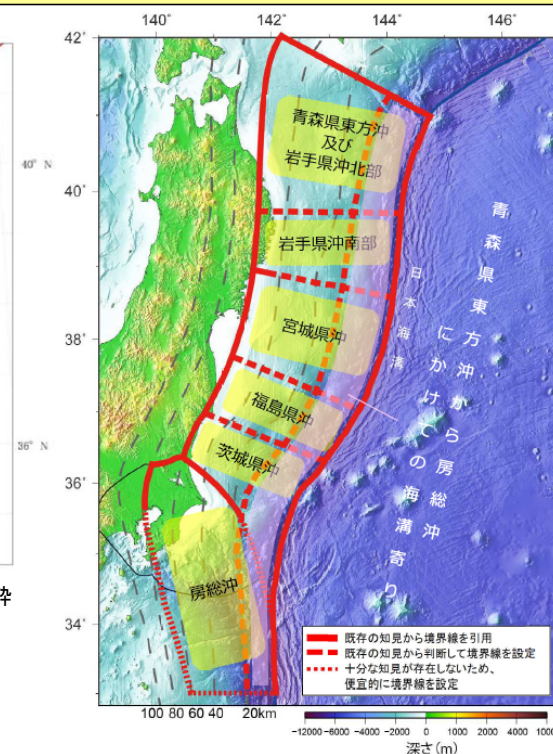 140°
142°
144°
146°
42°
40°
38°
36°
34°
40° N
36° N
粋
青森県東方沖
及び
岩手県沖北部
岩手県沖南部
宮城県沖
福島県沖
茨城県沖
房総沖
日本海溝
青森県東方沖から房総沖
にかけての海溝寄り
既存の知見から境界線を引用
既存の知見から判断して境界線を設定
十分な知見が存在しないため、
便宜的に境界線を設定
100 80 60 40 20km
-12000 -8000 -6000 -4000 -2000 0 1000 2000 4000 8000
深さ(m)